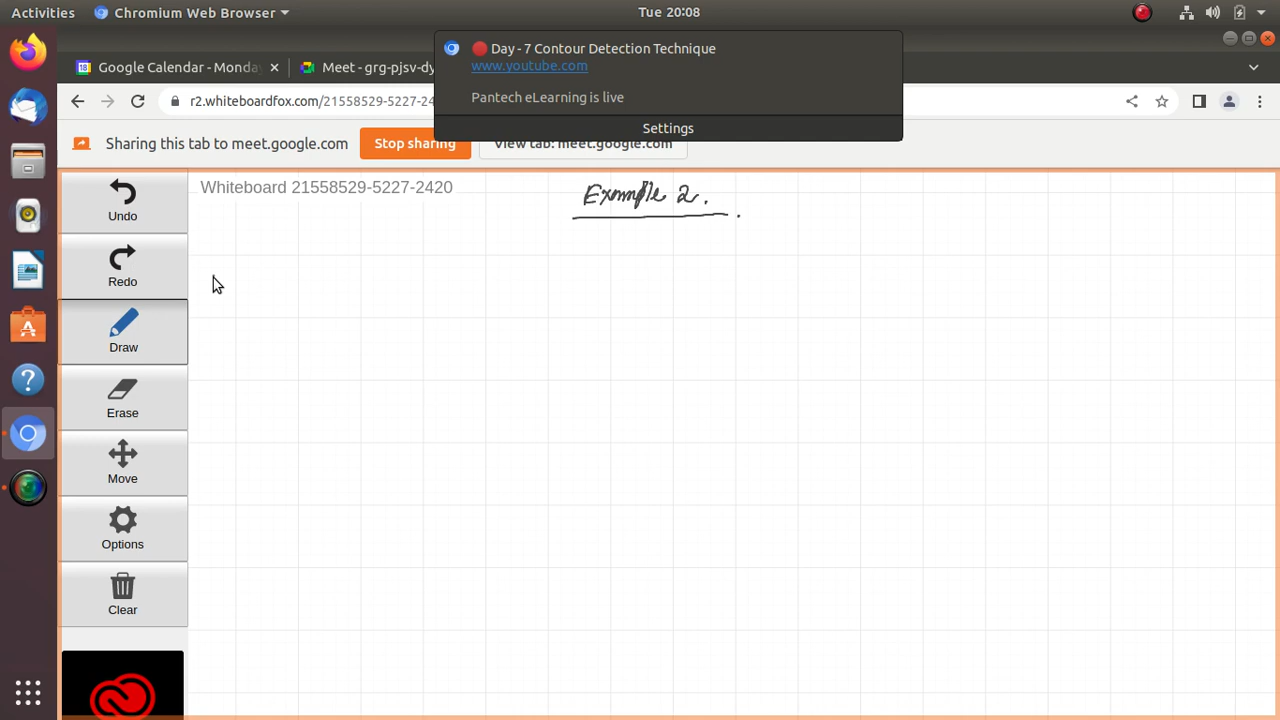 Activities
Chromium Web Browser
Tue 20:08
Day - 7 Contour Detection Technique
www.youtube.com
Pantech eLearning is live
Settings
Google Calendar - Monday
Meet - grg-pjsv-dy
r2.whiteboardfox.com/21558529-5227-24
Sharing this tab to meet.google.com
Stop sharing
View tab: meet.google.com
Whiteboard 21558529-5227-2420
Example 2.
Undo
Redo
Draw
Erase
Move
Options
Clear